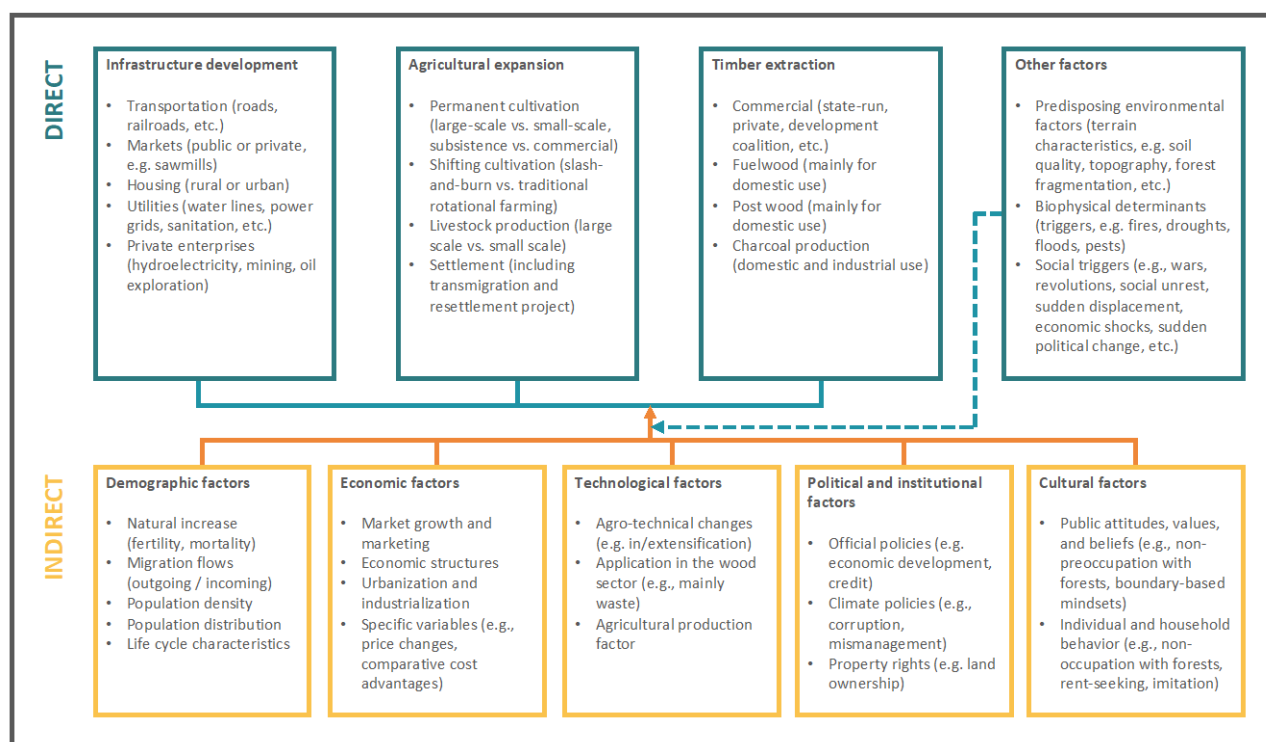 DIRECT
Infrastructure development
• Transportation (roads,
railroads, etc.)
• Markets (public or private,
e.g. sawmills)
• Housing (rural or urban)
• Utilities (water lines, power
grids, sanitation, etc.)
• Private enterprises
(hydroelectricity, mining, oil
exploration)
Agricultural expansion
• Permanent cultivation
(large-scale vs. small-scale,
subsistence vs. commercial)
• Shifting cultivation (slash-
and-burn vs. traditional
rotational farming)
• Livestock production (large
scale vs. small scale)
• Settlement (including
transmigration and
resettlement project)
Timber extraction
• Commercial (state-run,
private, development
coalition, etc.)
• Fuelwood (mainly for
domestic use)
• Post wood (mainly for
domestic use)
• Charcoal production
(domestic and industrial use)
Other factors
• Predisposing environmental
factors (terrain
characteristics, e.g. soil
quality, topography, forest
fragmentation, etc.)
• Biophysical determinants
(triggers, e.g. fires, droughts,
floods, pests)
• Social triggers (e.g., wars,
revolutions, social unrest,
sudden displacement,
economic shocks, sudden
political change, etc.)
INDIRECT
Demographic factors
• Natural increase
(fertility, mortality)
• Migration flows
(outgoing / incoming)
• Population density
• Population distribution
• Life cycle characteristics
Economic factors
• Market growth and
marketing
• Economic structures
• Urbanization and
industrialization
• Specific variables (e.g.,
price changes,
comparative cost
advantages)
Technological factors
• Agro-technical changes
(e.g. in/extensification)
• Application in the wood
sector (e.g., mainly
waste)
• Agricultural production
factor
Political and institutional
factors
• Official policies (e.g.
economic development,
credit)
• Climate policies (e.g.,
corruption,
mismanagement)
• Property rights (e.g. land
ownership)
Cultural factors
• Public attitudes, values,
and beliefs (e.g., non-
preoccupation with
forests, boundary-based
mindsets)
• Individual and household
behavior (e.g., non-
occupation with forests,
rent-seeking, imitation)